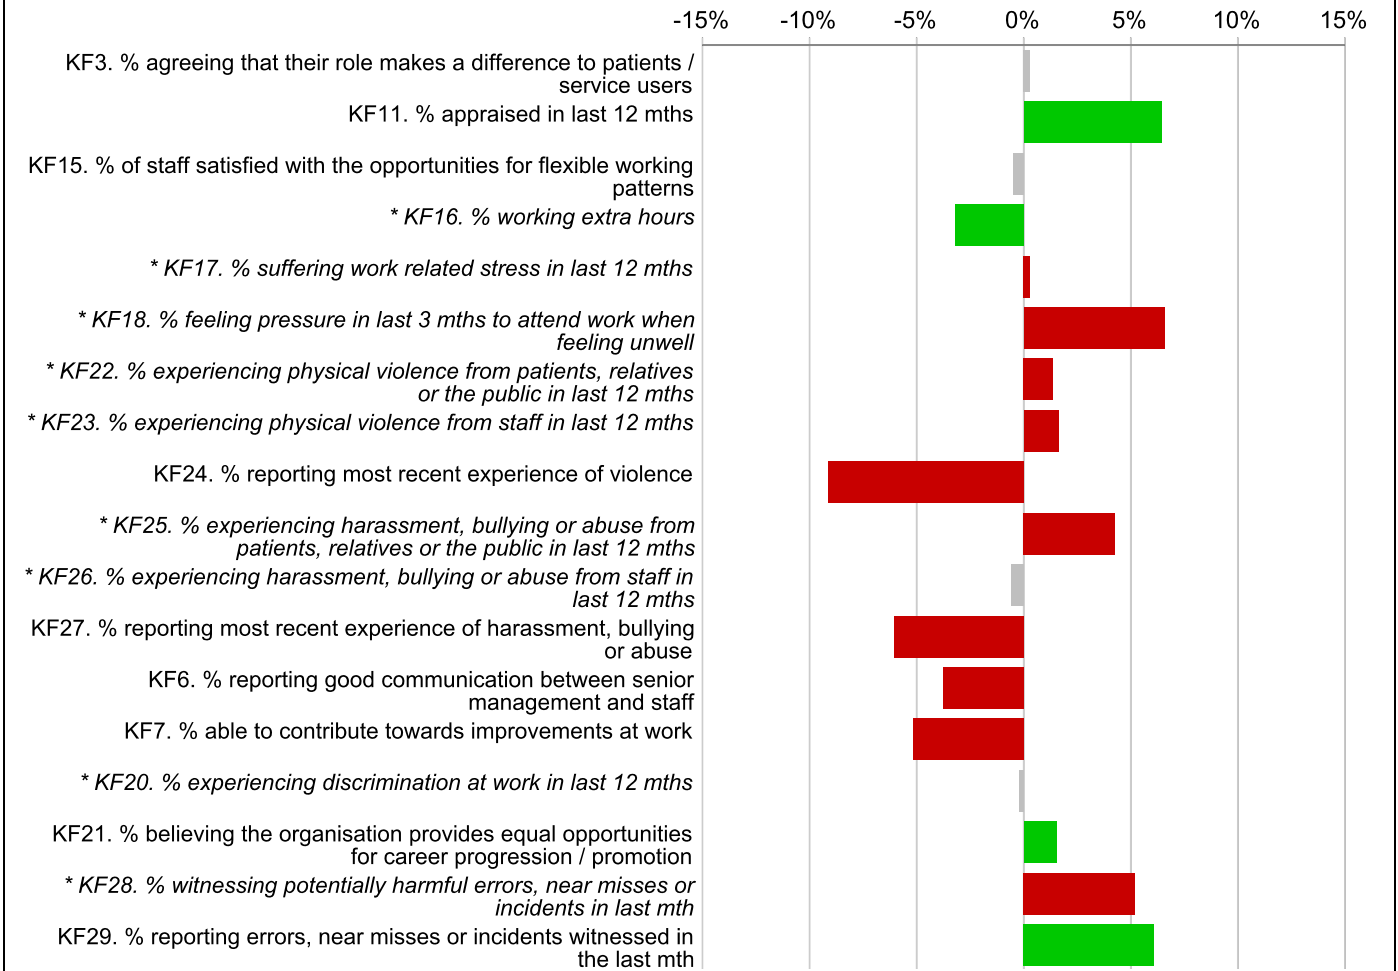 -15% -10% -5% 0% 5% 10% 15%
KF3. % agreeing that their role makes a difference to patients /
service users
KF11. % appraised in last 12 mths
KF15. % of staff satisfied with the opportunities for flexible working
patterns
* KF16. % working extra hours
* KF17. % suffering work related stress in last 12 mths
* KF18. % feeling pressure in last 3 mths to attend work when
feeling unwell
* KF22. % experiencing physical violence from patients, relatives
or the public in last 12 mths
* KF23. % experiencing physical violence from staff in last 12 mths
KF24. % reporting most recent experience of violence
* KF25. % experiencing harassment, bullying or abuse from
patients, relatives or the public in last 12 mths
* KF26. % experiencing harassment, bullying or abuse from staff in
last 12 mths
KF27. % reporting most recent experience of harassment, bullying
or abuse
KF6. % reporting good communication between senior
management and staff
KF7. % able to contribute towards improvements at work
* KF20. % experiencing discrimination at work in last 12 mths
KF21. % believing the organisation provides equal opportunities
for career progression / promotion
* KF28. % witnessing potentially harmful errors, near misses or
incidents in last mth
KF29. % reporting errors, near misses or incidents witnessed in
the last mth